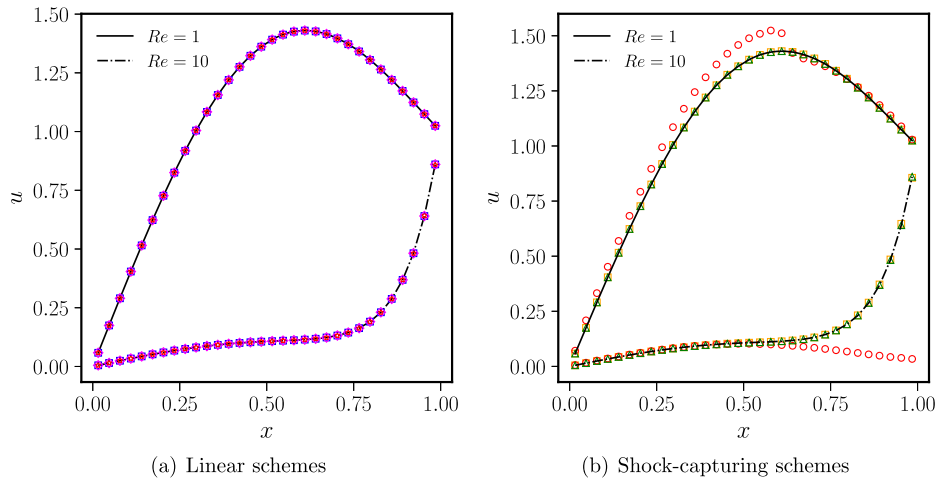 1.50
1.25
1.00
0.75
0.50
0.25
0.00
u
Re = 1
Re = 10
0.00 0.25 0.50 0.75 1.00
x
(a) Linear schemes
1.50
1.25
1.00
0.75
0.50
0.25
0.00
u
Re = 1
Re = 10
0.00 0.25 0.50 0.75 1.00
x
(b) Shock-capturing schemes